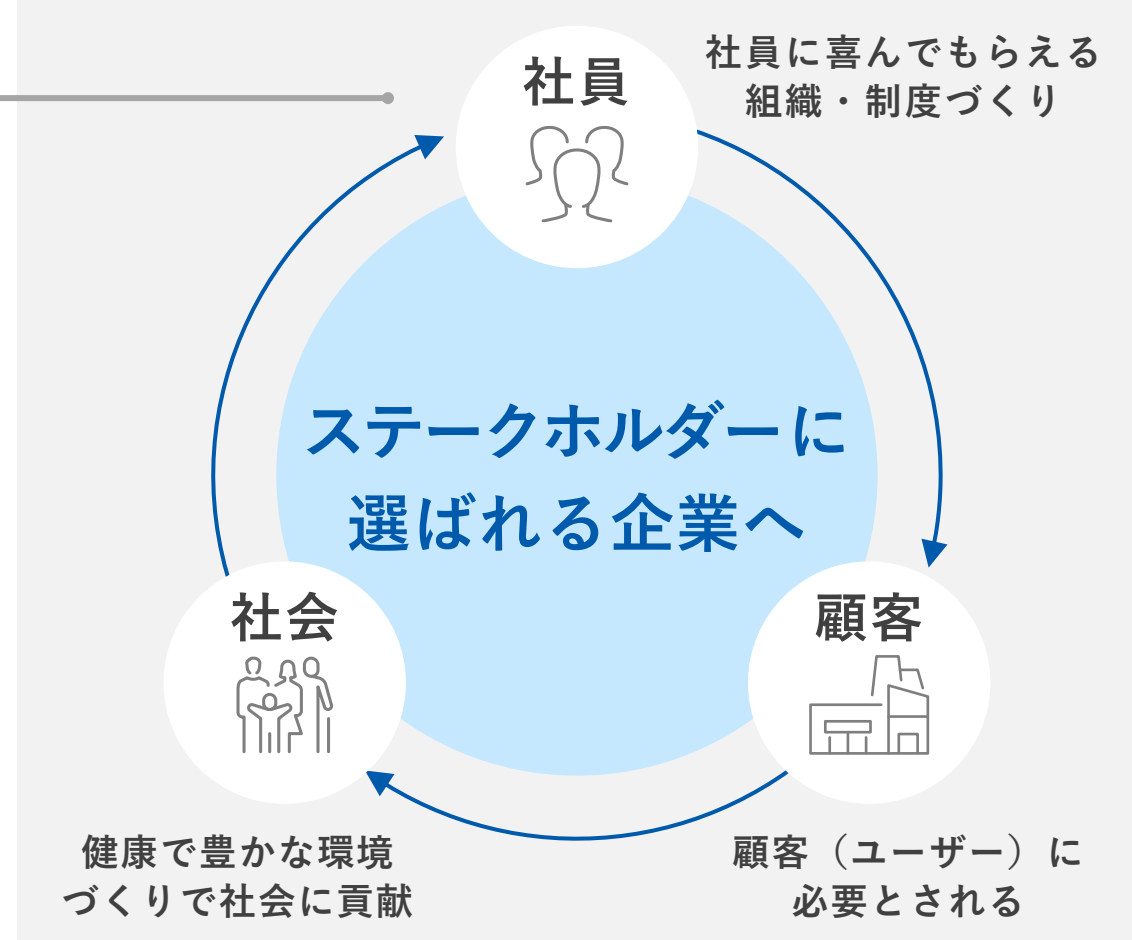 社員
社員に喜んでもらえる
組織・制度づくり
ステークホルダーに
選ばれる企業へ
社会
顧客
健康で豊かな環境
づくりで社会に貢献
顧客（ユーザー）に
必要とされる